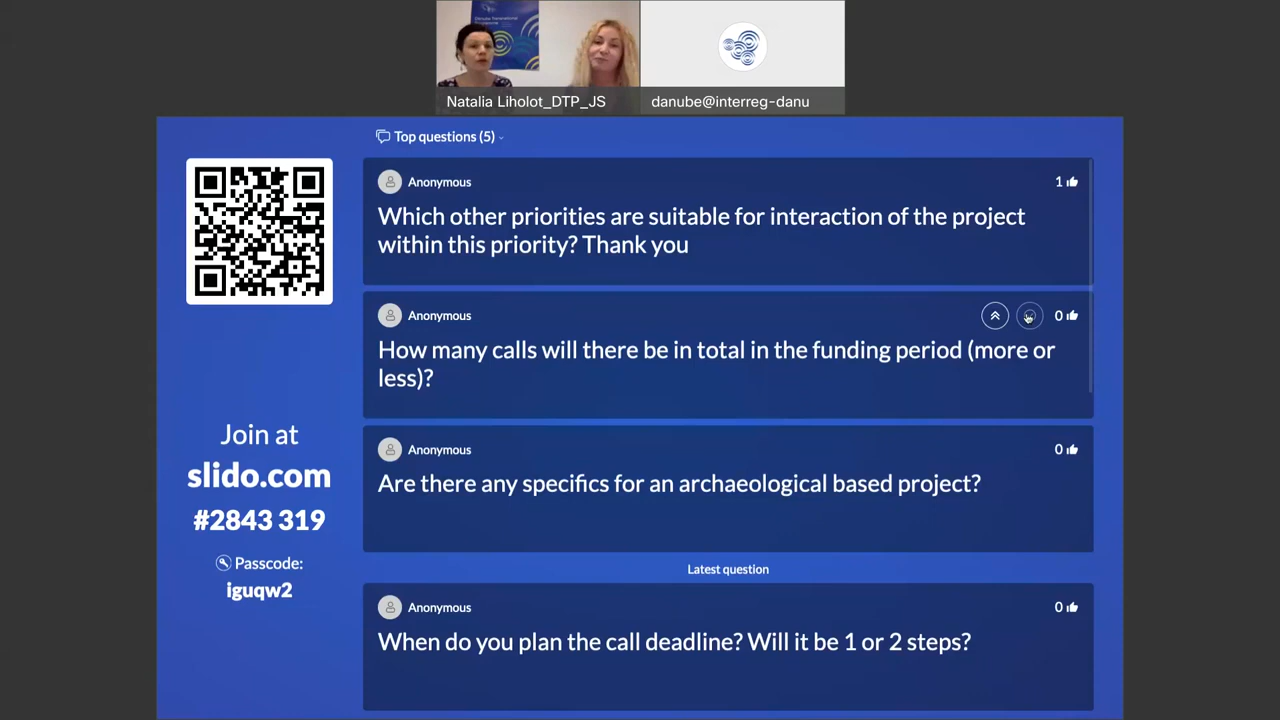 Natalia Liholot_DTP_JS
danube@interreg-danu
Top questions (5)
Anonymous
1
Which other priorities are suitable for interaction of the project
within this priority? Thank you
Anonymous
0
How many calls will there be in total in the funding period (more or
less)?
Anonymous
0
Are there any specifics for an archaeological based project?
Latest question
Anonymous
0
When do you plan the call deadline? Will it be 1 or 2 steps?
Join at
slido.com
#2843 319
Passcode:
iguqw2